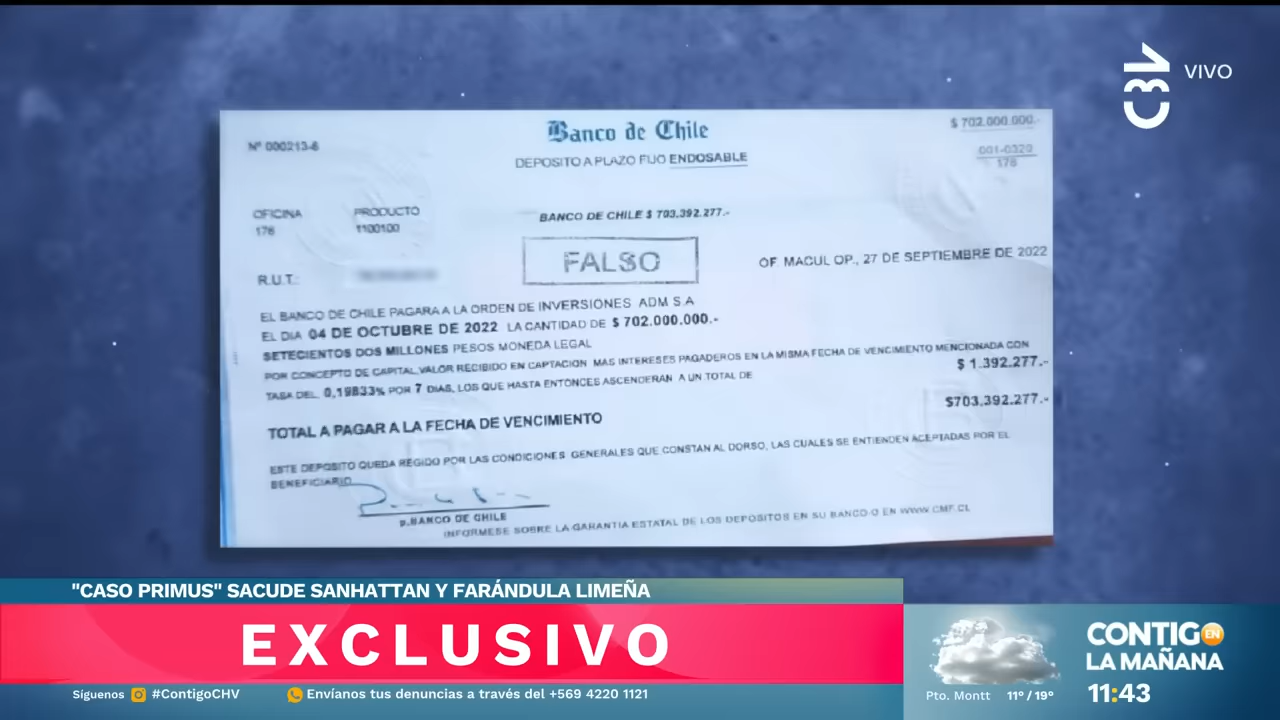 CHV VIVO
Nº 000213-6
Banco de Chile
DEPOSITO A PLAZO FIJO ENDOSABLE
$ 702.000.000.-
001-0320
178
OFICINA PRODUCTO
178 1100100
BANCO DE CHILE $ 703.392.277.-
FALSO
OF. MACUL OP., 27 DE SEPTIEMBRE DE 2022
R.U.T.:
EL BANCO DE CHILE PAGARA A LA ORDEN DE INVERSIONES ADM S.A
EL DIA 04 DE OCTUBRE DE 2022 LA CANTIDAD DE $ 702.000.000.-
SETECIENTOS DOS MILLONES PESOS MONEDA LEGAL
POR CONCEPTO DE CAPITAL,VALOR RECIBIDO EN CAPTACION MAS INTERESES PAGADEROS EN LA MISMA FECHA DE VENCIMIENTO MENCIONADA CON
TASA DEL 0,19833% POR 7 DIAS, LOS QUE HASTA ENTONCES ASCENDERAN A UN TOTAL DE $ 1.392.277.-
$703.392.277.-
TOTAL A PAGAR A LA FECHA DE VENCIMIENTO
ESTE DEPOSITO QUEDA REGIDO POR LAS CONDICIONES GENERALES QUE CONSTAN AL DORSO, LAS CUALES SE ENTIENDEN ACEPTADAS POR EL
BENEFICIARIO
P.BANCO DE CHILE
INFORMESE SOBRE LA GARANTIA ESTATAL DE LOS DEPOSITOS EN SU BANCO O EN WWW.CMF.CL
"CASO PRIMUS" SACUDE SANHATTAN Y FARÁNDULA LIMEÑA
EXCLUSIVO
Síguenos #ContigoCHV Envíanos tus denuncias a través del +569 4220 1121
Pto. Montt 11° / 19°
CONTIGO EN
LA MAÑANA
11:43